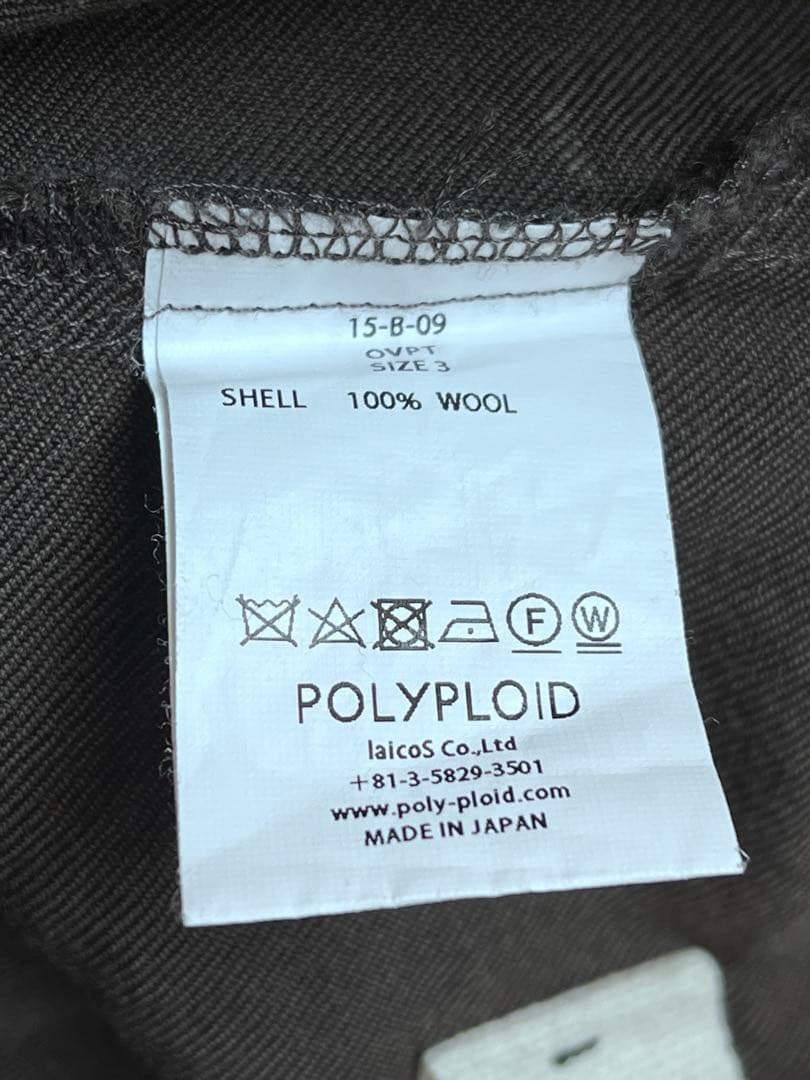 15-B-09
OVPT
SIZE 3
SHELL 100% WOOL
F W
POLYPLOID
laicoS Co.,Ltd
+81-3-5829-3501
www.poly-ploid.com
MADE IN JAPAN